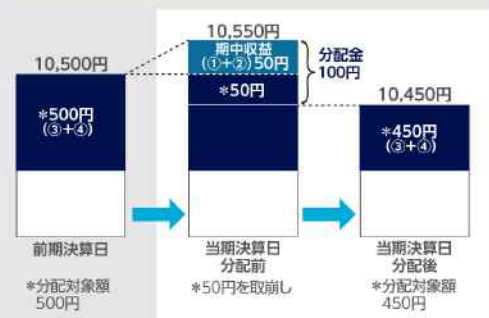 10,500円
*500円
(③+④)
前期決算日
*分配対象額
500円
10,550円
期中収益
(①+②)50円
*50円
分配金
100円
当期決算日
分配前
*50円を取崩し
10,450円
*450円
(③+④)
当期決算日
分配後
*分配対象額
450円